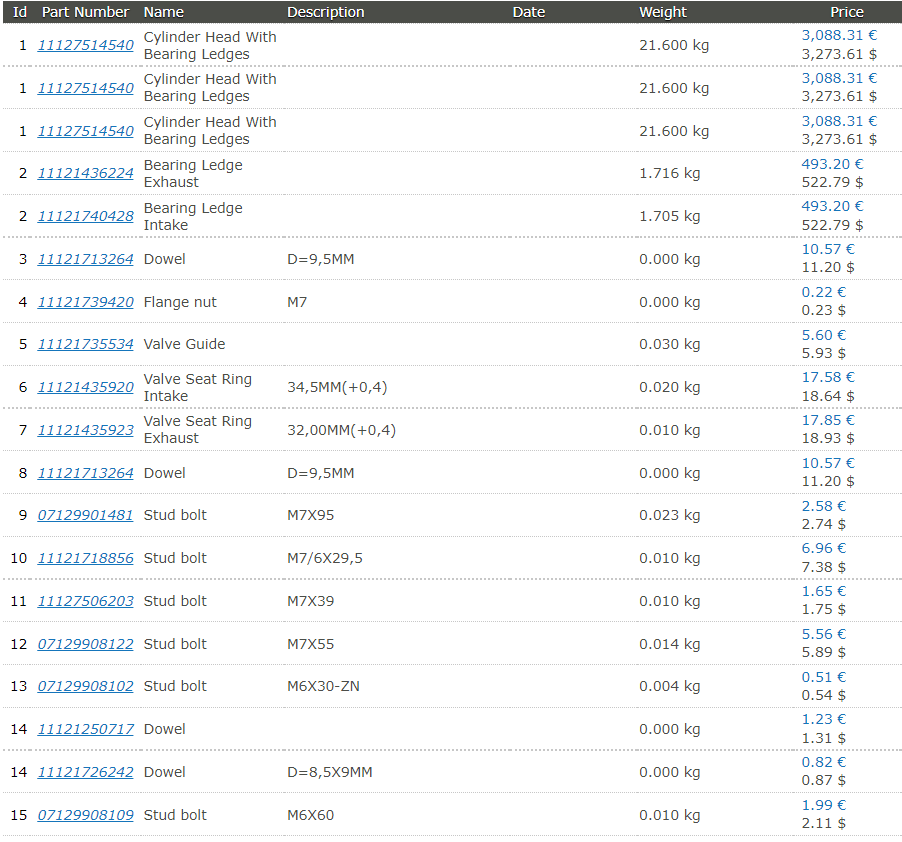 Id Part Number Name Description Date Weight Price
1 11127514540 Cylinder Head With Bearing Ledges 21.600 kg 3,088.31 €
3,273.61 $
1 11127514540 Cylinder Head With Bearing Ledges 21.600 kg 3,088.31 €
3,273.61 $
1 11127514540 Cylinder Head With Bearing Ledges 21.600 kg 3,088.31 €
3,273.61 $
2 11121436224 Bearing Ledge Exhaust 1.716 kg 493.20 €
522.79 $
2 11121740428 Bearing Ledge Intake 1.705 kg 493.20 €
522.79 $
3 11121713264 Dowel D=9,5MM 0.000 kg 10.57 €
11.20 $
4 11121739420 Flange nut M7 0.000 kg 0.22 €
0.23 $
5 11121735534 Valve Guide 0.030 kg 5.60 €
5.93 $
6 11121435920 Valve Seat Ring Intake 34,5MM(+0,4) 0.020 kg 17.58 €
18.64 $
7 11121435923 Valve Seat Ring Exhaust 32,00MM(+0,4) 0.010 kg 17.85 €
18.93 $
8 11121713264 Dowel D=9,5MM 0.000 kg 10.57 €
11.20 $
9 07129901481 Stud bolt M7X95 0.023 kg 2.58 €
2.74 $
10 11121718856 Stud bolt M7/6X29,5 0.010 kg 6.96 €
7.38 $
11 11127506203 Stud bolt M7X39 0.010 kg 1.65 €
1.75 $
12 07129908122 Stud bolt M7X55 0.014 kg 5.56 €
5.89 $
13 07129908102 Stud bolt M6X30-ZN 0.004 kg 0.51 €
0.54 $
14 11121250717 Dowel 0.000 kg 1.23 €
1.31 $
14 11121726242 Dowel D=8,5X9MM 0.000 kg 0.82 €
0.87 $
15 07129908109 Stud bolt M6X60 0.010 kg 1.99 €
2.11 $